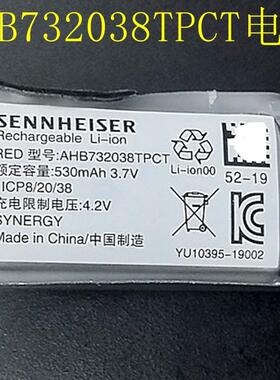 B732038TPCT电
SENNHEISER
Rechargeable Li-ion
RED 型号:AHB732038TPCT
额定容量:530mAh 3.7V
ICP8/20/38
充电限制电压:4.2V
SYNERGY
Made in China/中国制造
Li-ion00
52-19
YU10395-19002